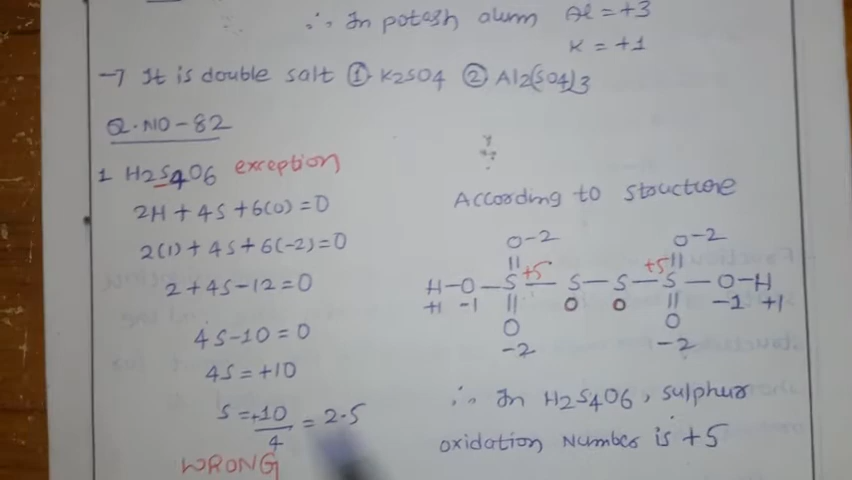 ∴ In potash alum Al = +3
K = +1
→ It is double salt ① K2SO4 ② Al2(SO4)3
Q.NO-82
1 H2S4O6 exception
2H + 4S + 6(O) = 0
2(1) + 4S + 6(-2) = 0
2 + 4S - 12 = 0
4S - 10 = 0
4S = +10
S = +10/4 = 2.5
WRONG
According to structure
O-2 O-2
|| +5 +5 ||
H-O-S-S-S-S-O-H
+1 -1 || 0 0 || -1 +1
O O
-2 -2
∴ In H2S4O6, sulphur
oxidation Number is +5